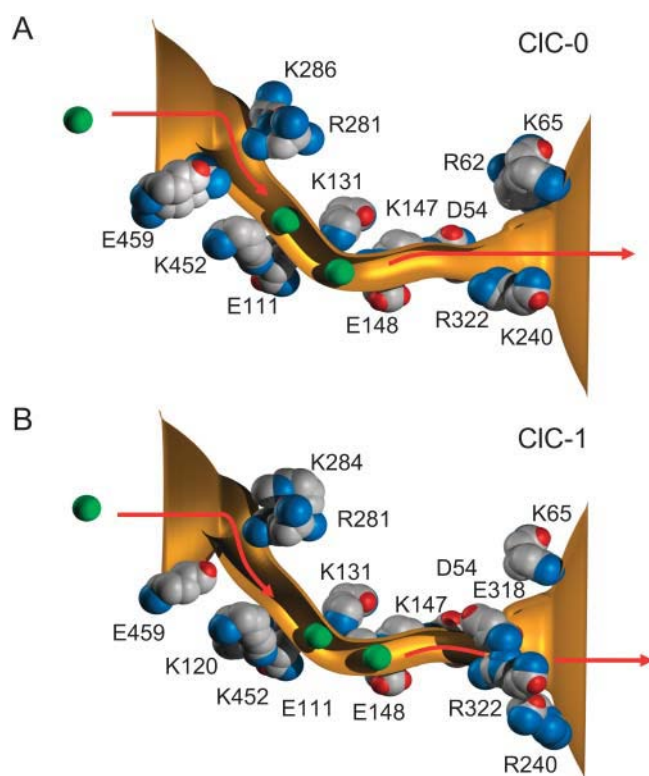 A
ClC-0
K286
R281
K65
R62
K131
K147
D54
E459
K452
E111
E148
R322
K240
B
ClC-1
K284
R281
K65
K131
D54
E318
K147
E459
K120
K452
E111
E148
R322
R240